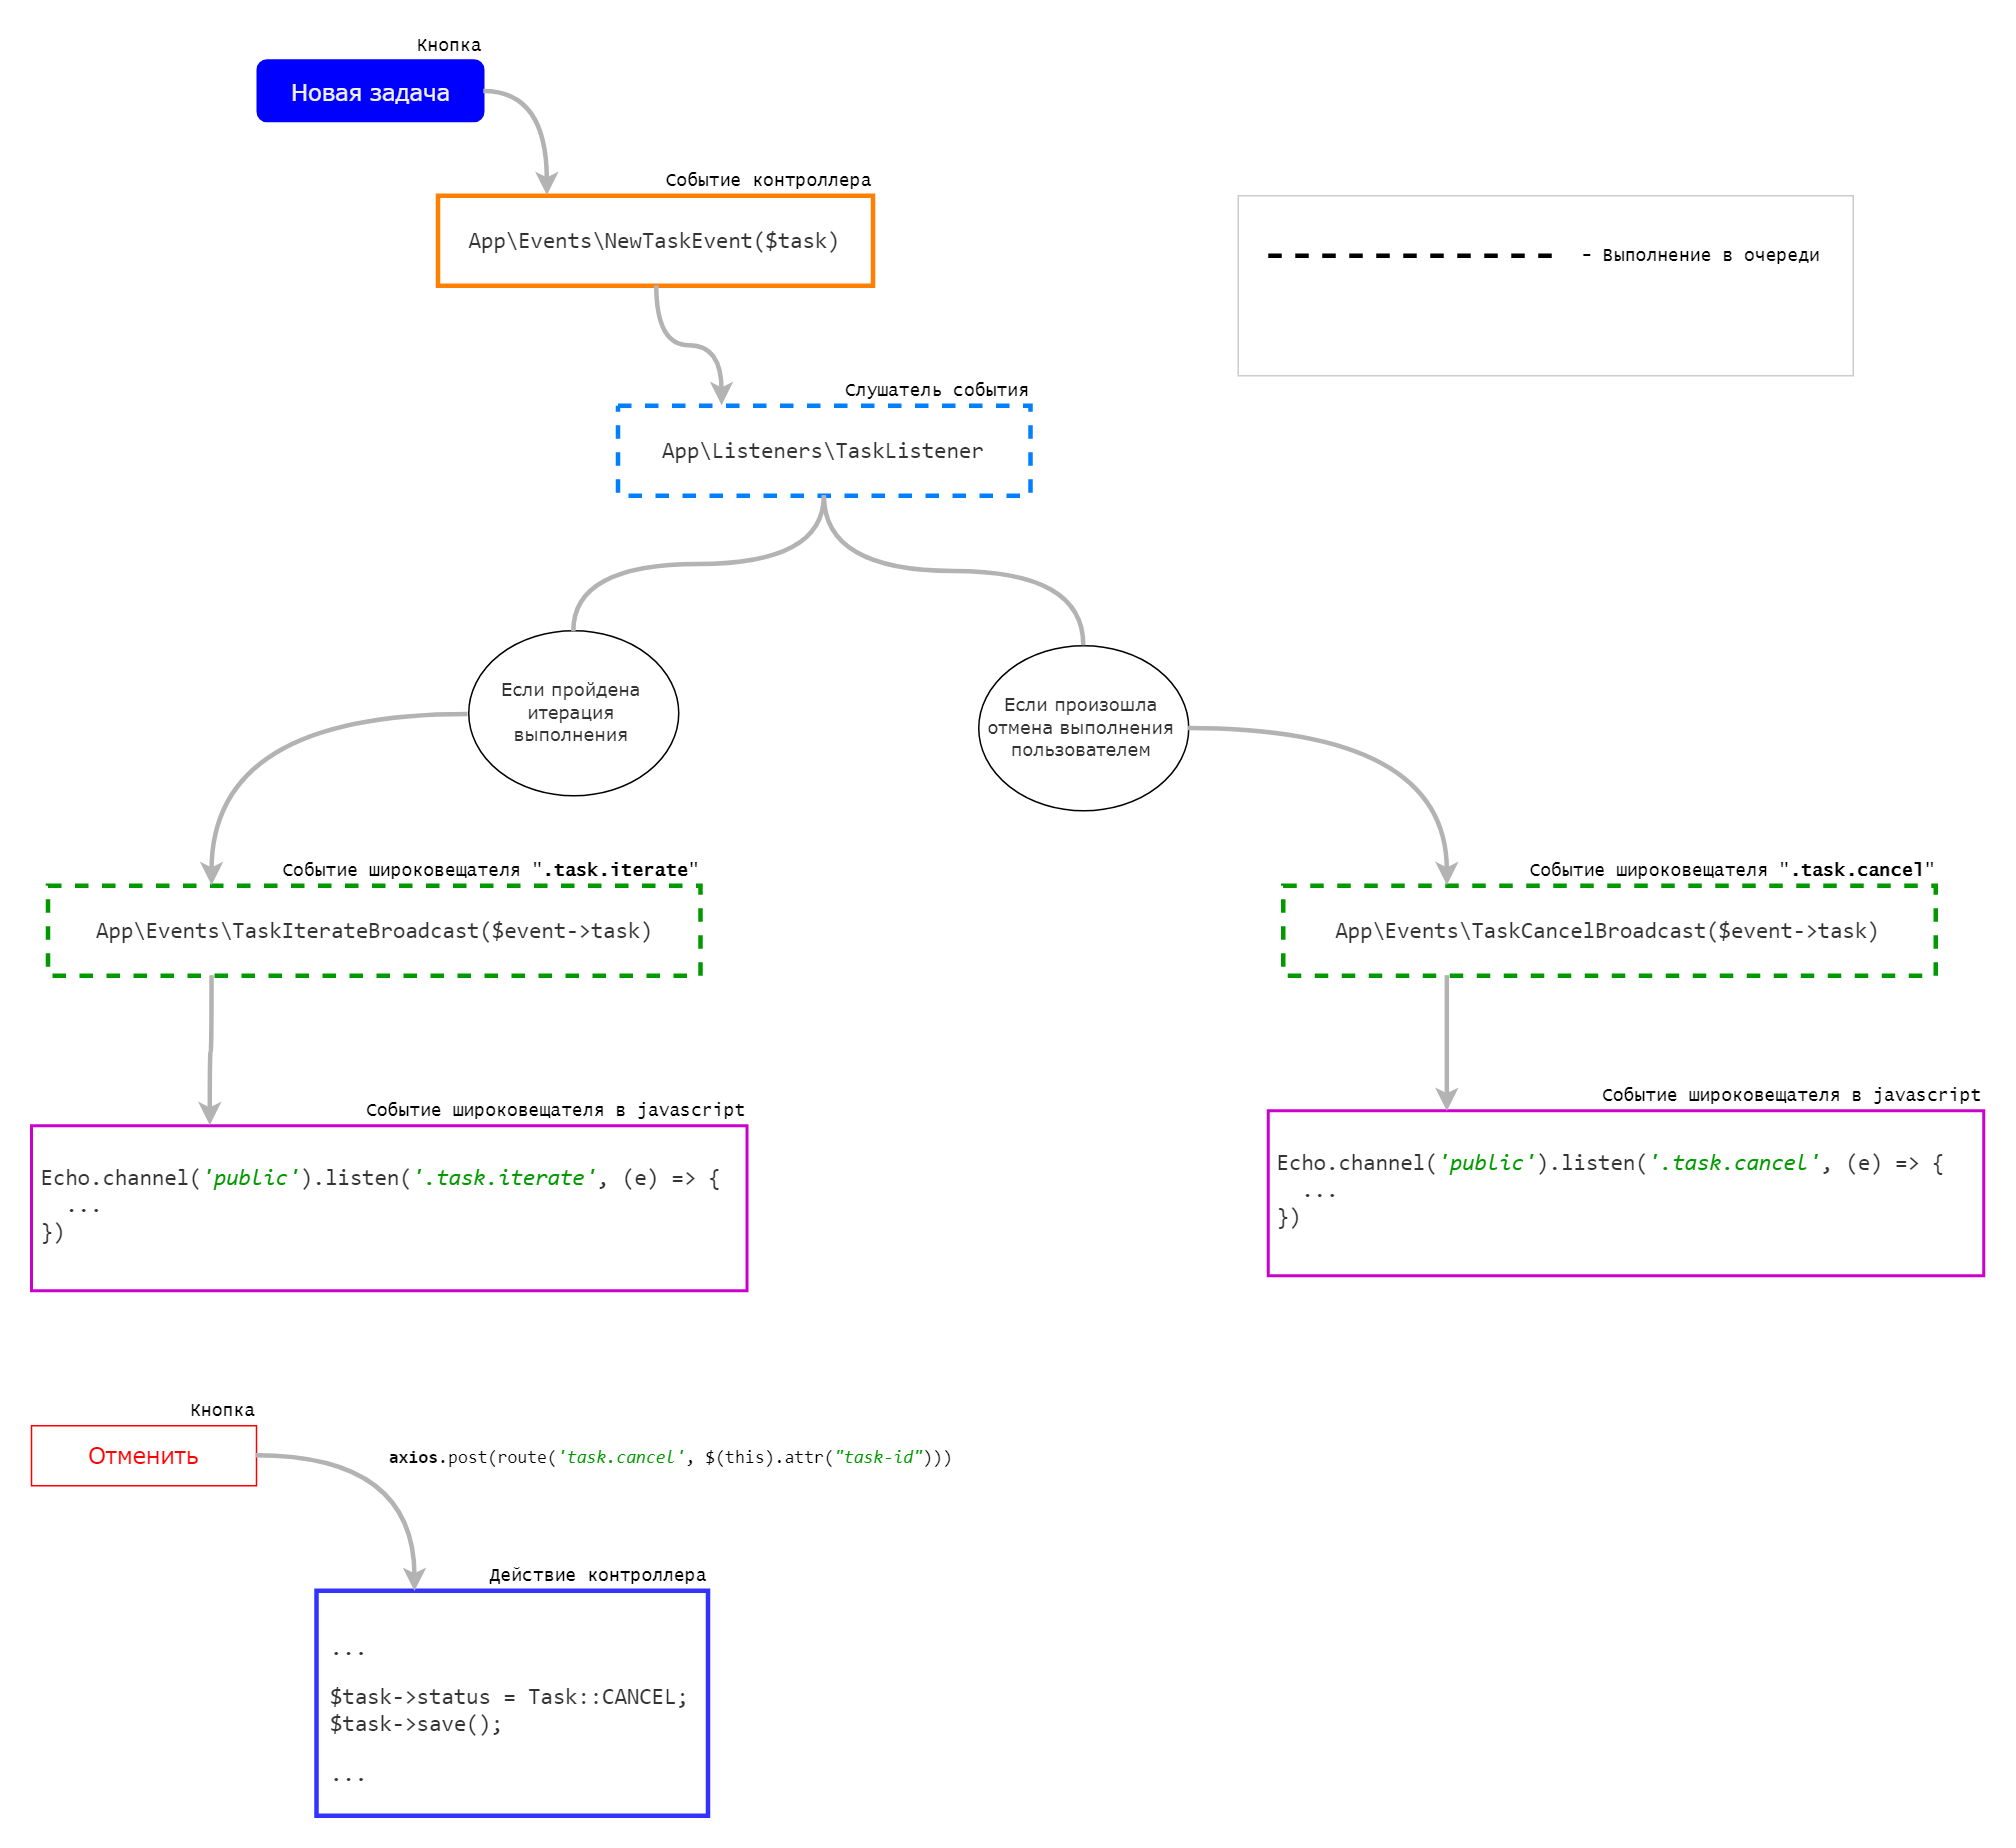 Кнопка
Новая задача
Событие контроллера
App\Events\NewTaskEvent($task)
- Выполнение в очереди
Слушатель события
App\Listeners\TaskListener
Если пройдена
итерация
выполнения
Если произошла
отмена выполнения
пользователем
Событие широковещателя ".task.iterate"
App\Events\TaskIterateBroadcast($event->task)
Событие широковещателя ".task.cancel"
App\Events\TaskCancelBroadcast($event->task)
Событие широковещателя в javascript
Echo.channel('public').listen('.task.iterate', (e) => {
...
})
Событие широковещателя в javascript
Echo.channel('public').listen('.task.cancel', (e) => {
...
})
Кнопка
Отменить
axios.post(route('task.cancel', $(this).attr("task-id")))
Действие контроллера
...
$task->status = Task::CANCEL;
$task->save();
...